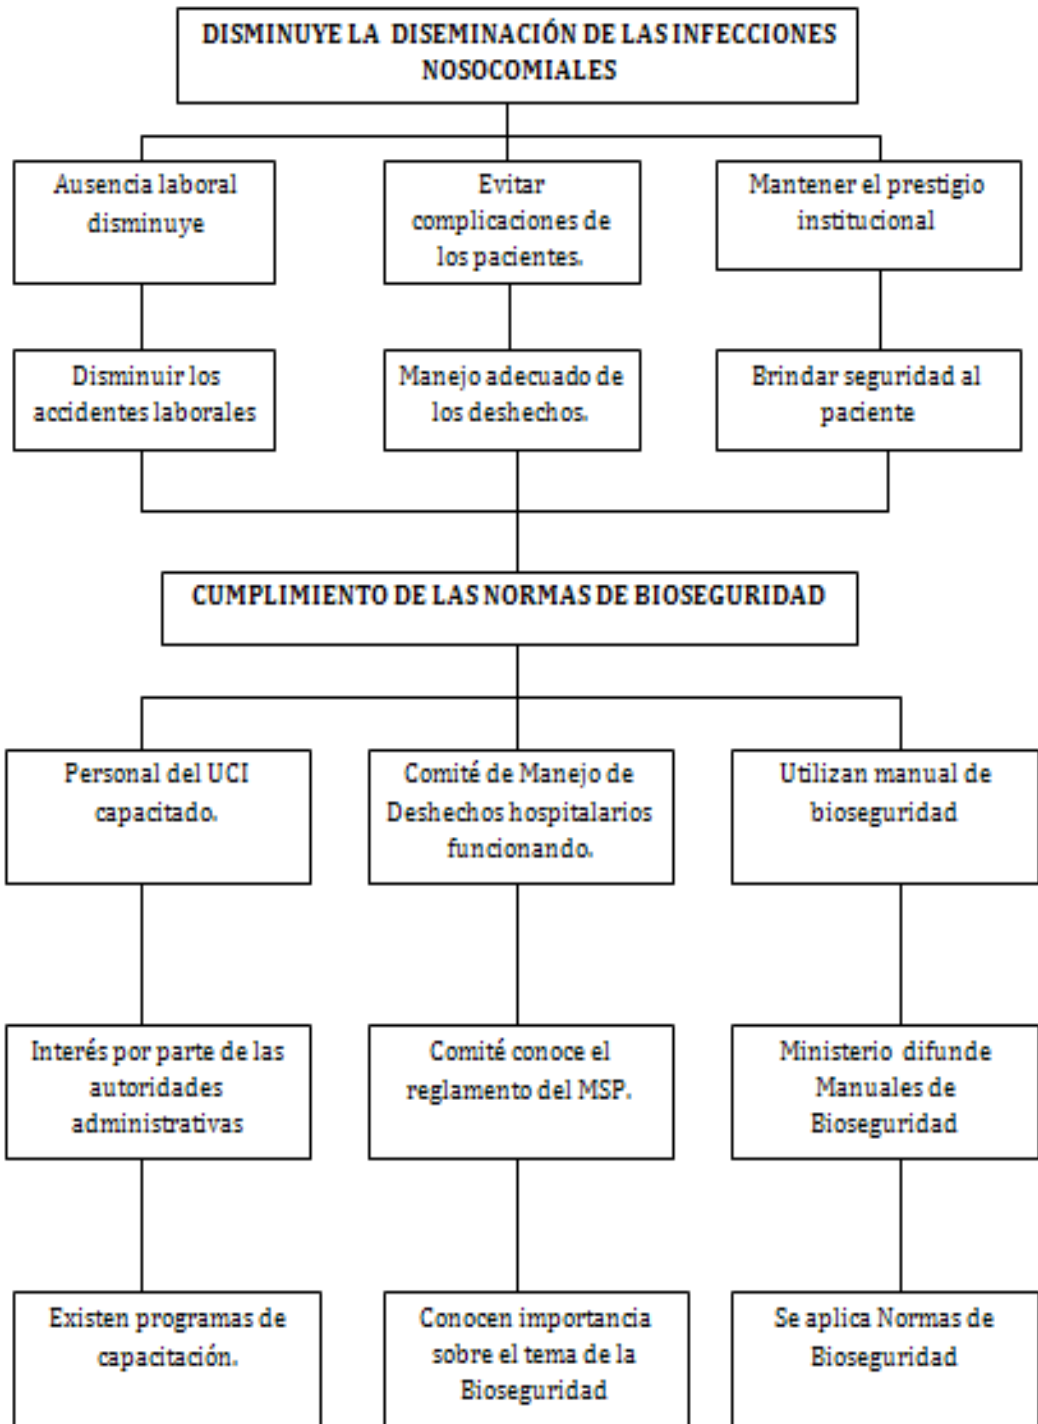 DISMINUYE LA DISEMINACIÓN DE LAS INFECCIONES
NOSOCOMIALES
Ausencia laboral
disminuye
Evitar
complicaciones de
los pacientes.
Mantener el prestigio
institucional
Disminuir los
accidentes laborales
Manejo adecuado de
los deshechos.
Brindar seguridad al
paciente
CUMPLIMIENTO DE LAS NORMAS DE BIOSEGURIDAD
Personal del UCI
capacitado.
Comité de Manejo de
Deshechos hospitalarios
funcionando.
Utilizan manual de
bioseguridad
Interés por parte de las
autoridades
administrativas
Comité conoce el
reglamento del MSP.
Ministerio difunde
Manuales de
Bioseguridad
Existen programas de
capacitación.
Conocen importancia
sobre el tema de la
Bioseguridad
Se aplica Normas de
Bioseguridad